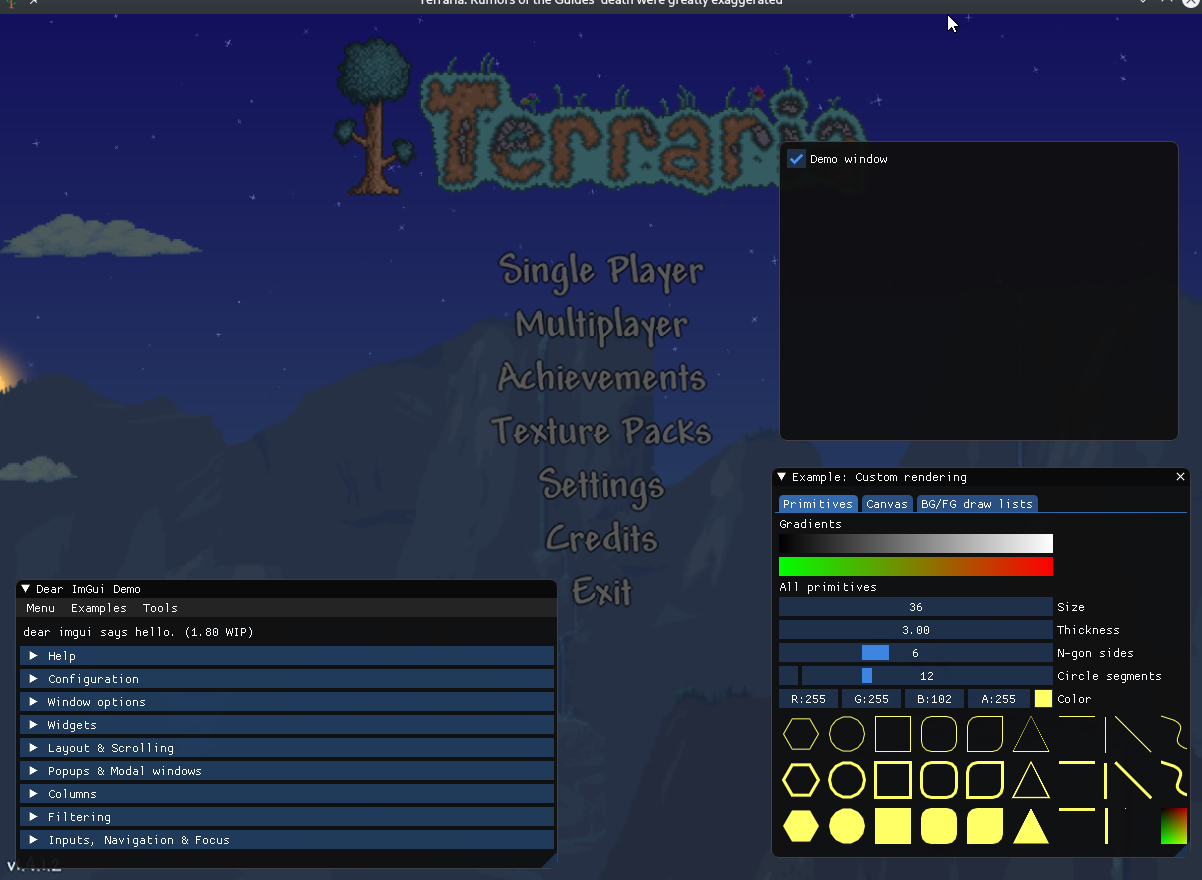 Terraria: Rumors of the Guides' death were greatly exaggerated
Terraria
Demo window
Single Player
Multiplayer
Achievements
Texture Packs
Settings
Credits
Exit
Example: Custom rendering
Primitives Canvas BG/FG draw lists
Gradients
All primitives
36 Size
3.00 Thickness
6 N-gon sides
12 Circle segments
R:255 G:255 B:102 A:255 Color
Dear ImGui Demo
Menu Examples Tools
dear imgui says hello. (1.80 WIP)
Help
Configuration
Window options
Widgets
Layout & Scrolling
Popups & Modal windows
Columns
Filtering
Inputs, Navigation & Focus
v1.4.1.2